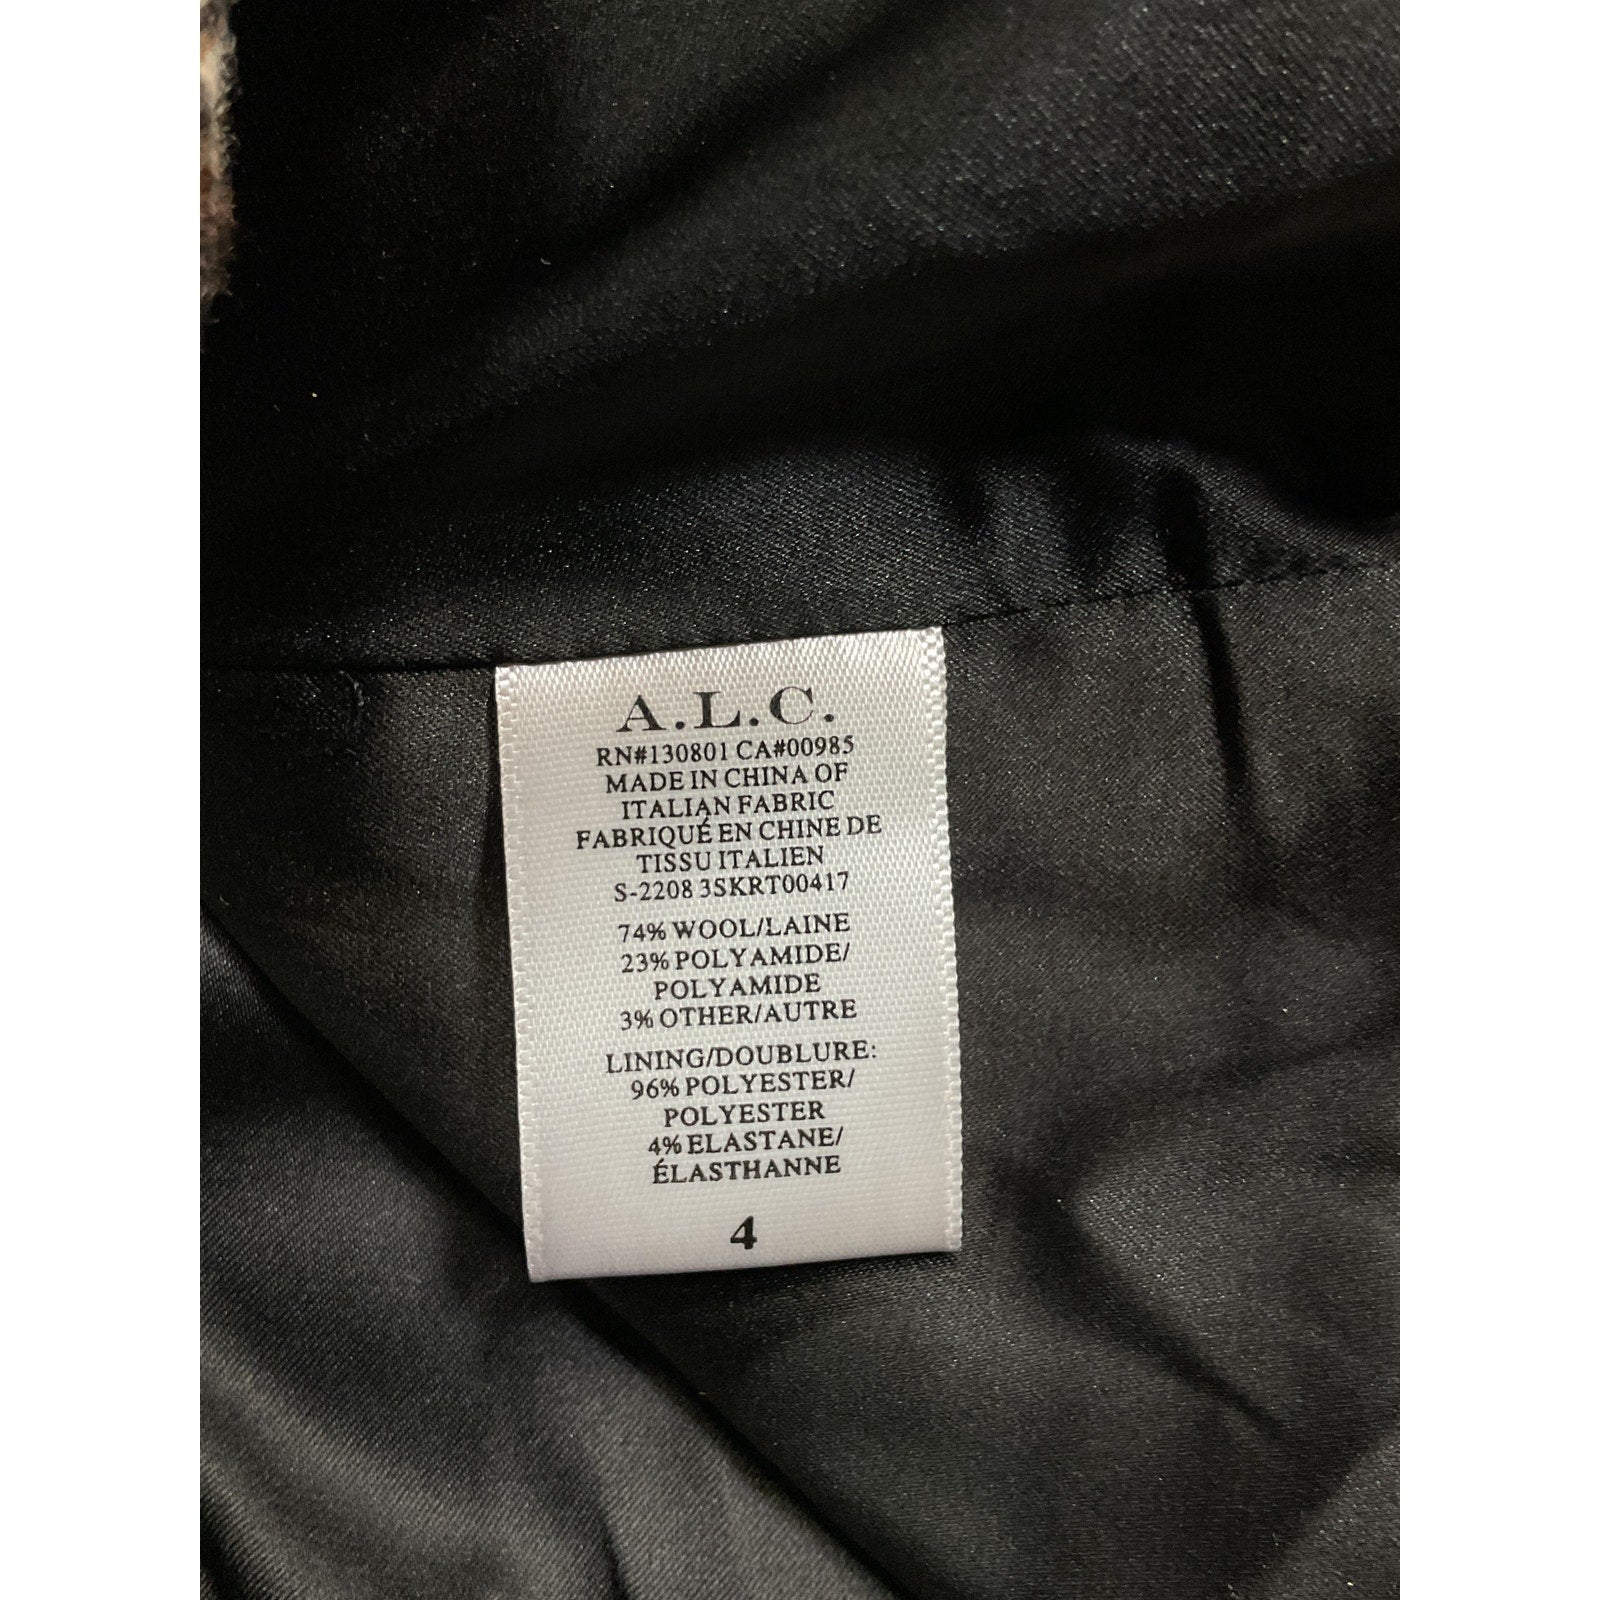 A.L.C.
RN#130801 CA#00985
MADE IN CHINA OF
ITALIAN FABRIC
FABRIQUÉ EN CHINE DE
TISSU ITALIEN
S-2208 3SKRT00417
74% WOOL/LAINE
23% POLYAMIDE/
POLYAMIDE
3% OTHER/AUTRE
LINING/DOUBLURE:
96% POLYESTER/
POLYESTER
4% ELASTANE/
ÉLASTHANNE
4